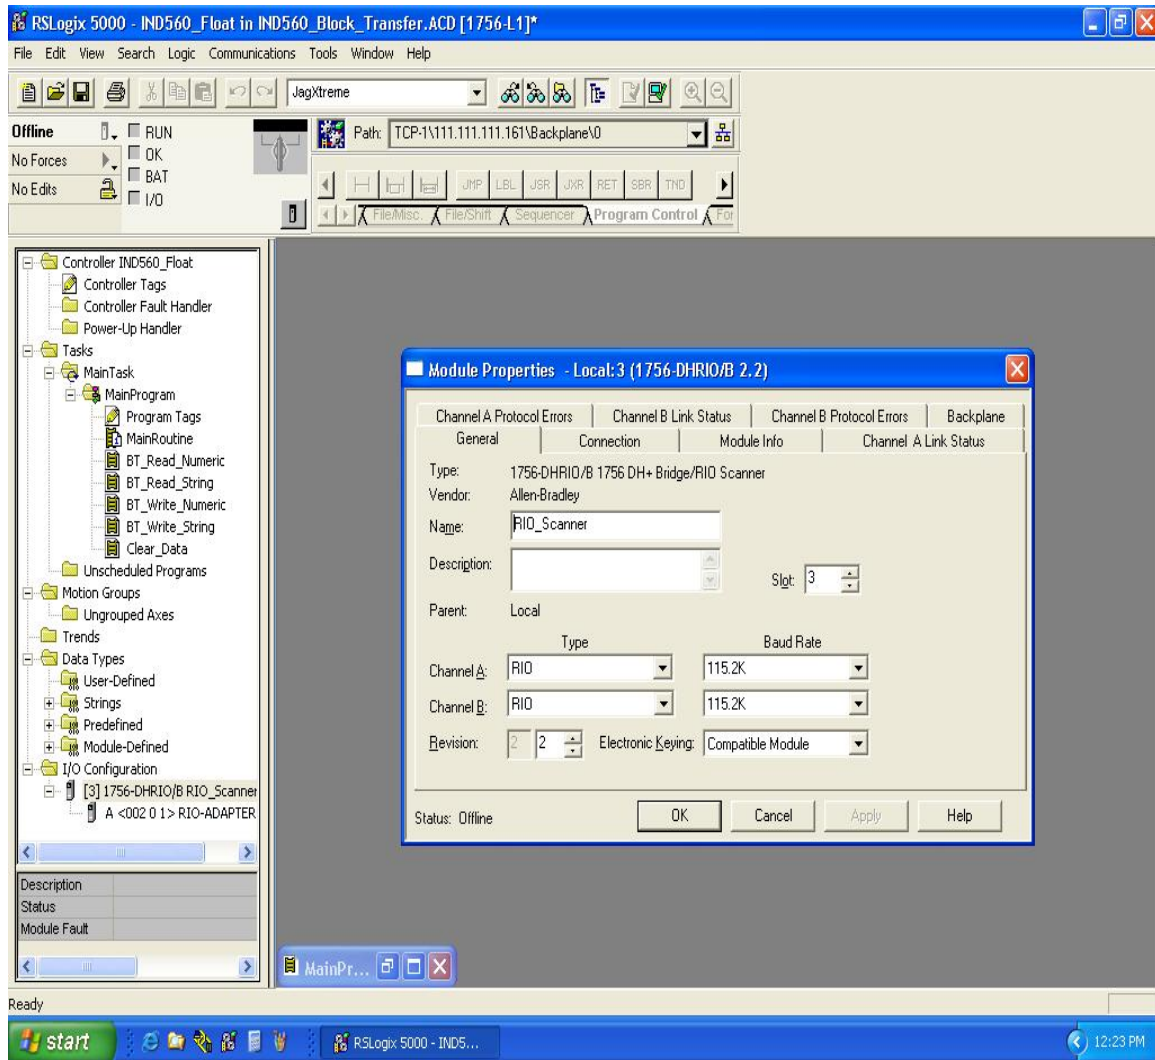 RSLogix 5000 - IND560_Float in IND560_Block_Transfer.ACD [1756-L1]*
File Edit View Search Logic Communications Tools Window Help
JagXtreme
Offline
RUN
No Forces
OK
BAT
No Edits
I/O
Path: TCP-1\111.111.111.161\Backplane\0
JMP LBL JSR JXR RET SBR TND
File/Misc. File/Shift Sequencer Program Control For
Controller IND560_Float
Controller Tags
Controller Fault Handler
Power-Up Handler
Tasks
MainTask
MainProgram
Program Tags
MainRoutine
BT_Read_Numeric
BT_Read_String
BT_Write_Numeric
BT_Write_String
Clear_Data
Unscheduled Programs
Motion Groups
Ungrouped Axes
Trends
Data Types
User-Defined
Strings
Predefined
Module-Defined
I/O Configuration
[3] 1756-DHRIO/B RIO_Scanner
A <002 0 1> RIO-ADAPTER
Description
Status
Module Fault
Module Properties - Local:3 (1756-DHRIO/B 2.2)
Channel A Protocol Errors Channel B Link Status Channel B Protocol Errors Backplane
General Connection Module Info Channel A Link Status
Type: 1756-DHRIO/B 1756 DH+ Bridge/RIO Scanner
Vendor: Allen-Bradley
Name: RIO_Scanner
Description:
Slot: 3
Parent: Local
Type Baud Rate
Channel A: RIO 115.2K
Channel B: RIO 115.2K
Revision: 2 2 Electronic Keying: Compatible Module
Status: Offline OK Cancel Apply Help
MainPr...
Ready
start RSLogix 5000 - IND5... 12:23 PM